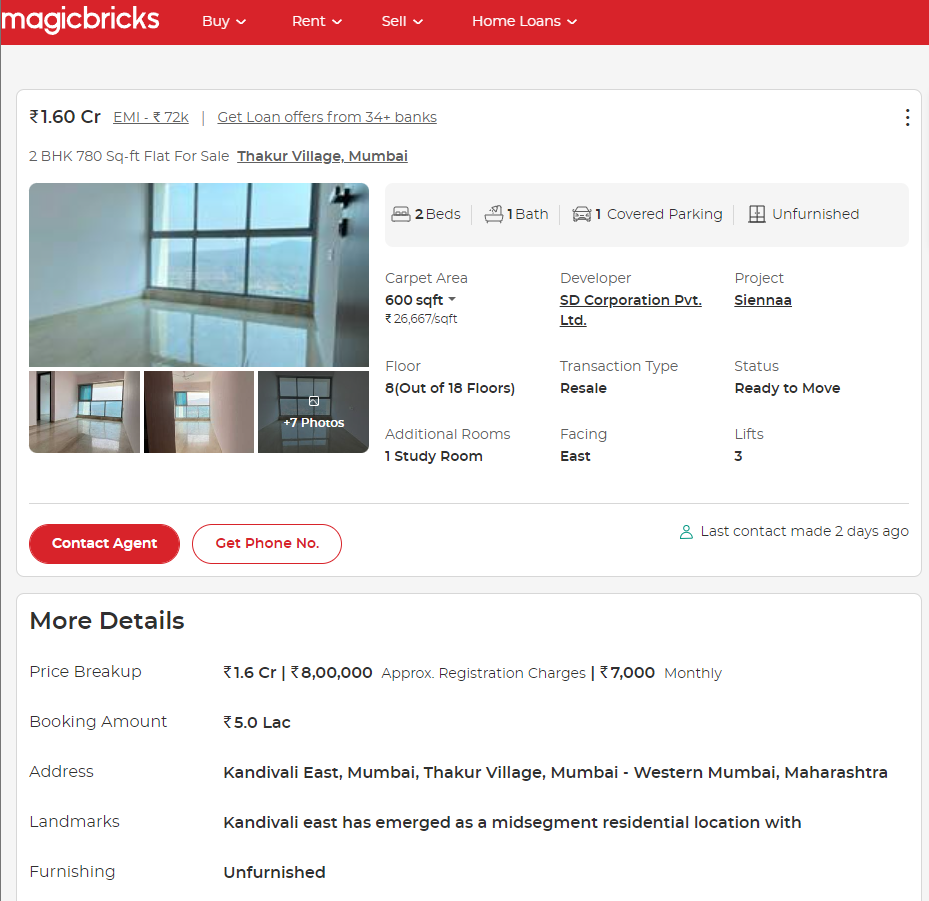 magicbricks Buy Rent Sell Home Loans
₹1.60 Cr EMI - ₹ 72k | Get Loan offers from 34+ banks
2 BHK 780 Sq-ft Flat For Sale Thakur Village, Mumbai
2 Beds 1 Bath 1 Covered Parking Unfurnished
Carpet Area Developer Project
600 sqft SD Corporation Pvt. Siennaa
₹26,667/sqft Ltd.
Floor Transaction Type Status
8(Out of 18 Floors) Resale Ready to Move
+7 Photos
Additional Rooms Facing Lifts
1 Study Room East 3
Contact Agent Get Phone No. Last contact made 2 days ago
More Details
Price Breakup ₹1.6 Cr | ₹8,00,000 Approx. Registration Charges | ₹7,000 Monthly
Booking Amount ₹5.0 Lac
Address Kandivali East, Mumbai, Thakur Village, Mumbai - Western Mumbai, Maharashtra
Landmarks Kandivali east has emerged as a midsegment residential location with
Furnishing Unfurnished